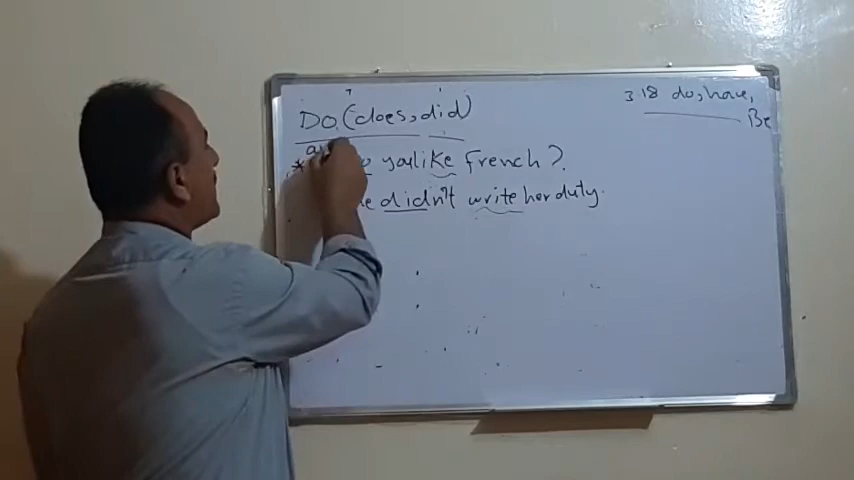 3.18 do, have,
Be
Do (does, did)
* you like French?
didn't write her duty.